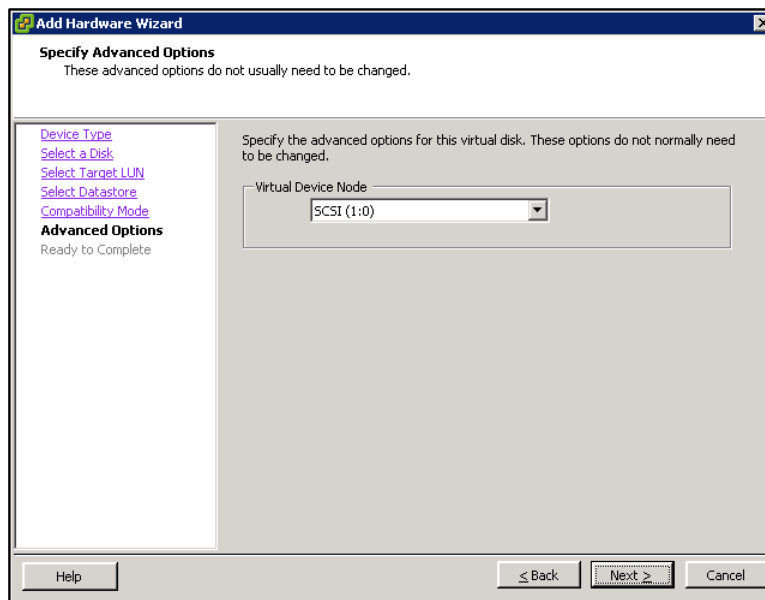 Add Hardware Wizard
Specify Advanced Options
These advanced options do not usually need to be changed.
Device Type
Select a Disk
Select Target LUN
Select Datastore
Compatibility Mode
Advanced Options
Ready to Complete
Specify the advanced options for this virtual disk. These options do not normally need
to be changed.
Virtual Device Node
SCSI (1:0)
Help
< Back
Next >
Cancel